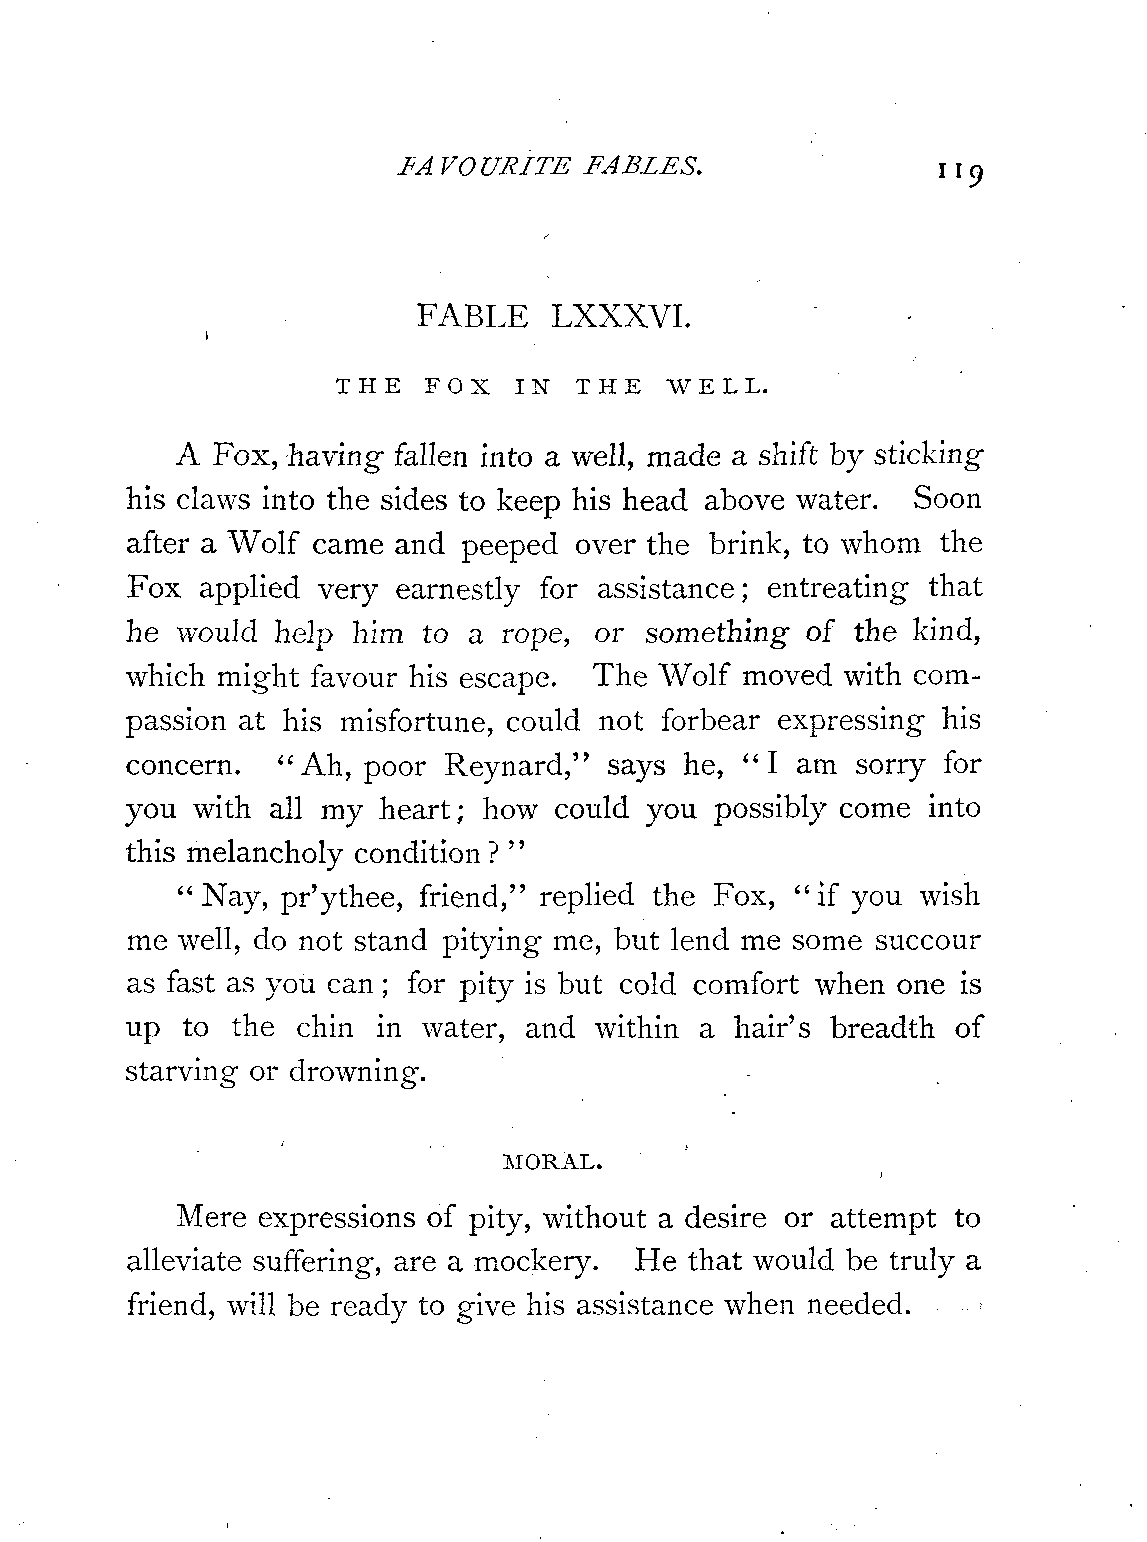 FAVOURITE FABLES. 119
FABLE LXXXVI.
THE FOX IN THE WELL.
A Fox, having fallen into a well, made a shift by sticking
his claws into the sides to keep his head above water. Soon
after a Wolf came and peeped over the brink, to whom the
Fox applied very earnestly for assistance; entreating that
he would help him to a rope, or something of the kind,
which might favour his escape. The Wolf moved with com-
passion at his misfortune, could not forbear expressing his
concern. “Ah, poor Reynard,” says he, “I am sorry for
you with all my heart; how could you possibly come into
this melancholy condition?”
“Nay, pr’ythee, friend,” replied the Fox, “if you wish
me well, do not stand pitying me, but lend me some succour
as fast as you can; for pity is but cold comfort when one is
up to the chin in water, and within a hair’s breadth of
starving or drowning.
MORAL.
Mere expressions of pity, without a desire or attempt to
alleviate suffering, are a mockery. He that would be truly a
friend, will be ready to give his assistance when needed.